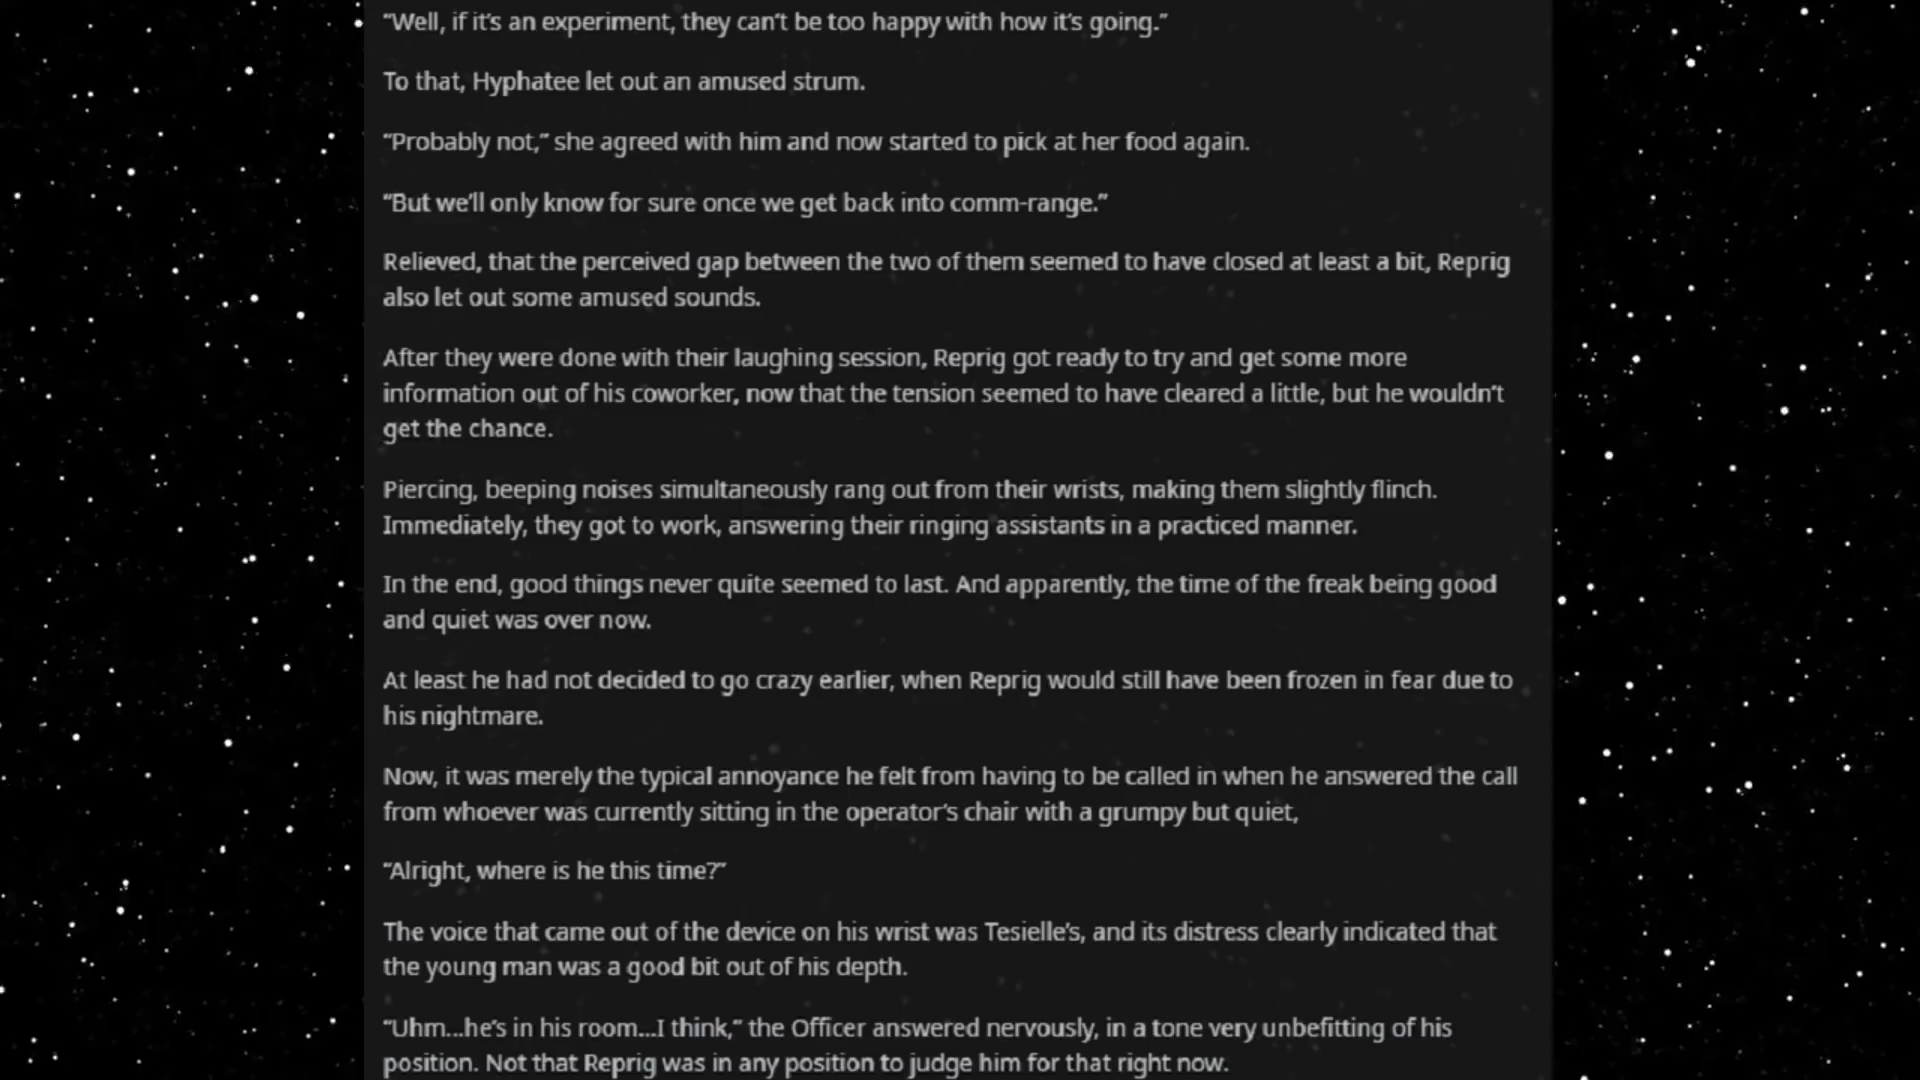 “Well, if it’s an experiment, they can’t be too happy with how it’s going.”
To that, Hyphatee let out an amused strum.
“Probably not,” she agreed with him and now started to pick at her food again.
“But we’ll only know for sure once we get back into comm-range.”
Relieved, that the perceived gap between the two of them seemed to have closed at least a bit, Reprig
also let out some amused sounds.
After they were done with their laughing session, Reprig got ready to try and get some more
information out of his coworker, now that the tension seemed to have cleared a little, but he wouldn’t
get the chance.
Piercing, beeping noises simultaneously rang out from their wrists, making them slightly flinch.
Immediately, they got to work, answering their ringing assistants in a practiced manner.
In the end, good things never quite seemed to last. And apparently, the time of the freak being good
and quiet was over now.
At least he had not decided to go crazy earlier, when Reprig would still have been frozen in fear due to
his nightmare.
Now, it was merely the typical annoyance he felt from having to be called in when he answered the call
from whoever was currently sitting in the operator’s chair with a grumpy but quiet,
“Alright, where is he this time?”
The voice that came out of the device on his wrist was Tesielle’s, and its distress clearly indicated that
the young man was a good bit out of his depth.
“Uhm...he’s in his room...I think,” the Officer answered nervously, in a tone very unbefitting of his
position. Not that Reprig was in any position to judge him for that right now.